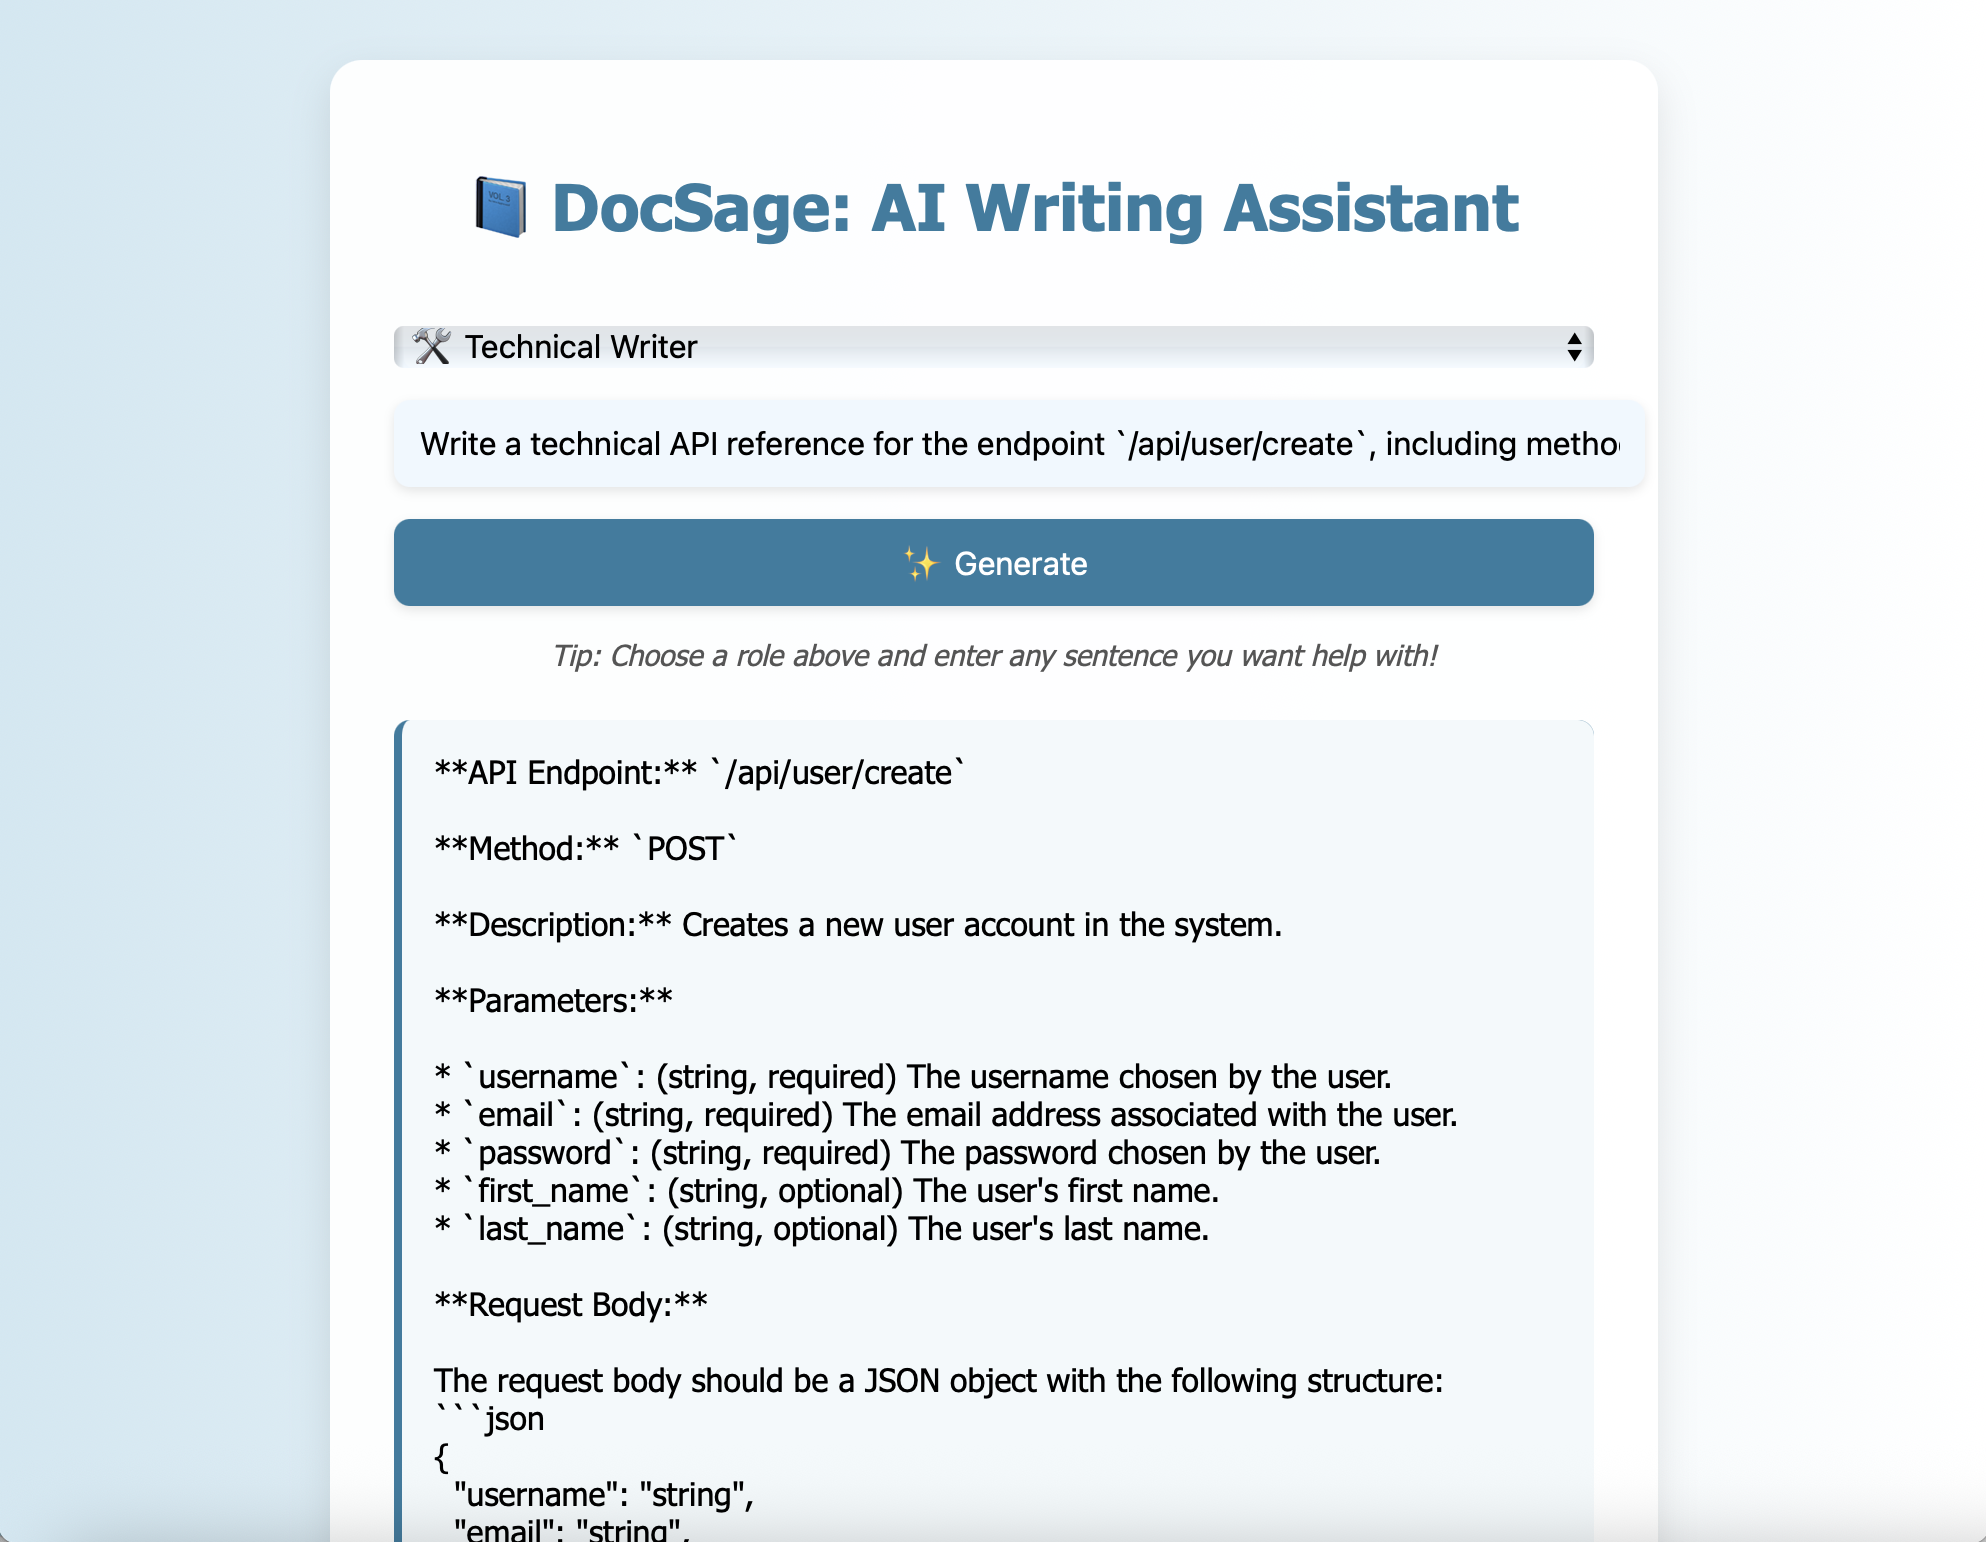 DocSage: AI Writing Assistant
Technical Writer
Write a technical API reference for the endpoint `/api/user/create`, including metho
Generate
Tip: Choose a role above and enter any sentence you want help with!
**API Endpoint:** `/api/user/create`
**Method:** `POST`
**Description:** Creates a new user account in the system.
**Parameters:**
* `username`: (string, required) The username chosen by the user.
* `email`: (string, required) The email address associated with the user.
* `password`: (string, required) The password chosen by the user.
* `first_name`: (string, optional) The user's first name.
* `last_name`: (string, optional) The user's last name.
**Request Body:**
The request body should be a JSON object with the following structure:
```json
{
"username": "string",
"email": "string",